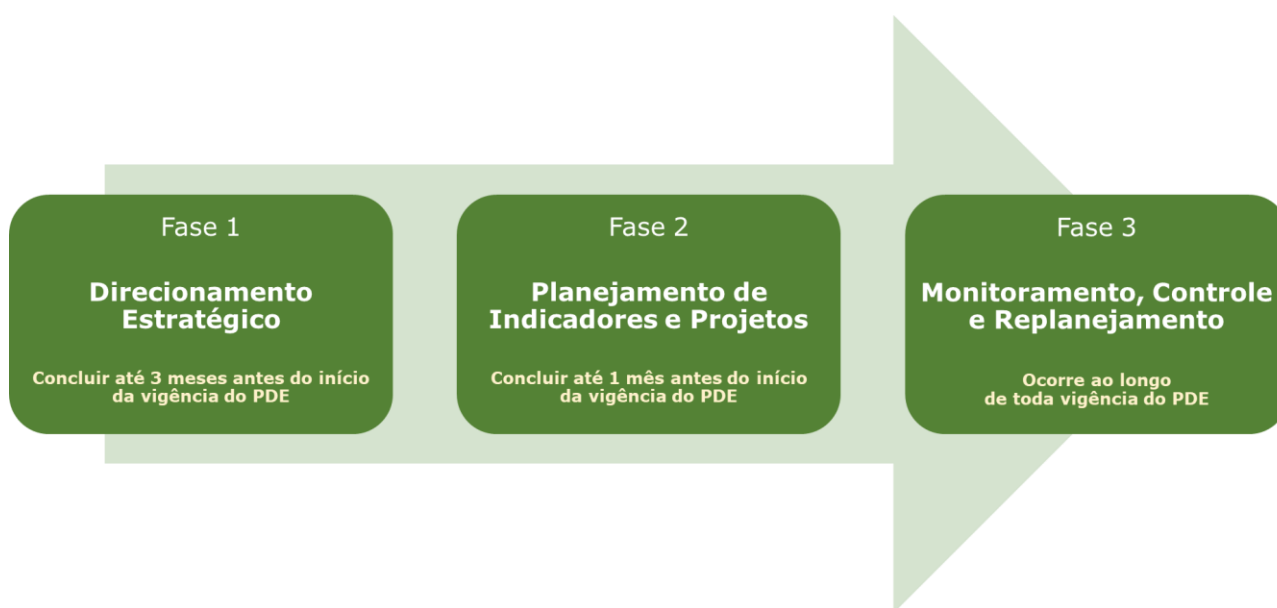 Fase 1
Direcionamento
Estratégico
Concluir até 3 meses antes do início
da vigência do PDE
Fase 2
Planejamento de
Indicadores e Projetos
Concluir até 1 mês antes do início
da vigência do PDE
Fase 3
Monitoramento, Controle
e Replanejamento
Ocorre ao longo
de toda vigência do PDE